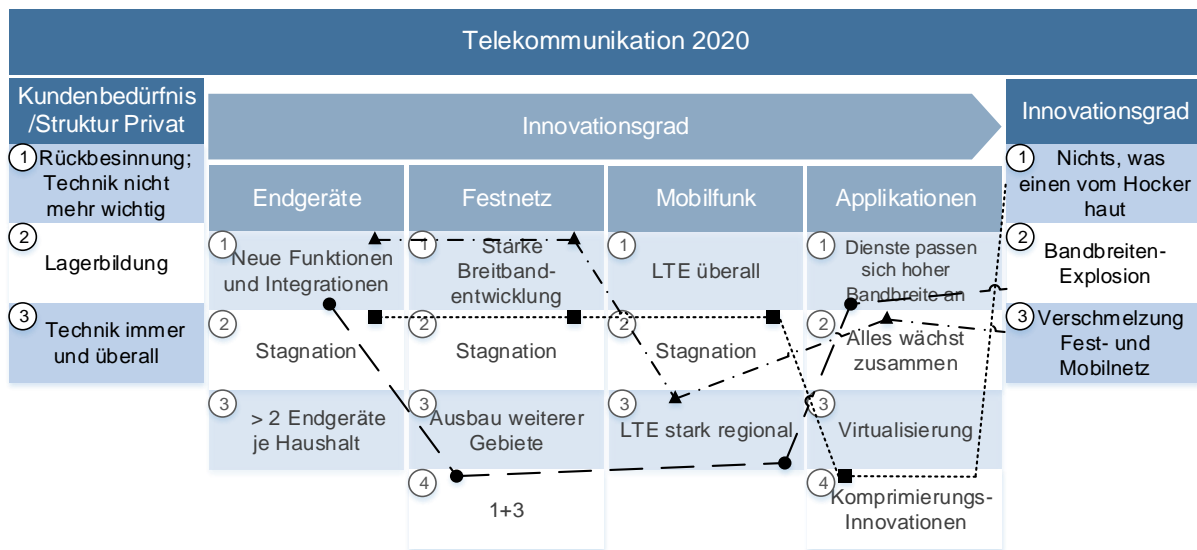 Telekommunikation 2020
Kundenbedürfnis
/Struktur Privat
1 Rückbesinnung;
Technik nicht
mehr wichtig
2
Lagerbildung
3
Technik immer
und überall
Innovationsgrad
Endgeräte
1
Neue Funktionen
und Integrationen
2
Stagnation
3
> 2 Endgeräte
je Haushalt
Festnetz
1
Starke
Breitband-
entwicklung
2
Stagnation
3
Ausbau weiterer
Gebiete
4
1+3
Mobilfunk
1
LTE überall
2
Stagnation
3
LTE stark regional
Applikationen
1
Dienste passen
sich hoher
Bandbreite an
2
Alles wächst
zusammen
3
Virtualisierung
4
Komprimierungs-
Innovationen
Innovationsgrad
1
Nichts, was
einen vom Hocker
haut
2
Bandbreiten-
Explosion
3
Verschmelzung
Fest- und
Mobilnetz